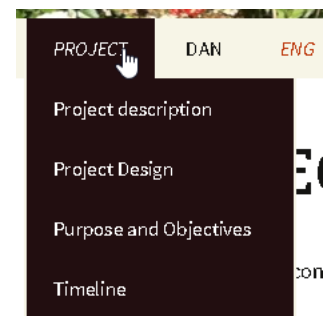 PROJECT DAN ENG
Project description
Project Design
Purpose and Objectives
Timeline